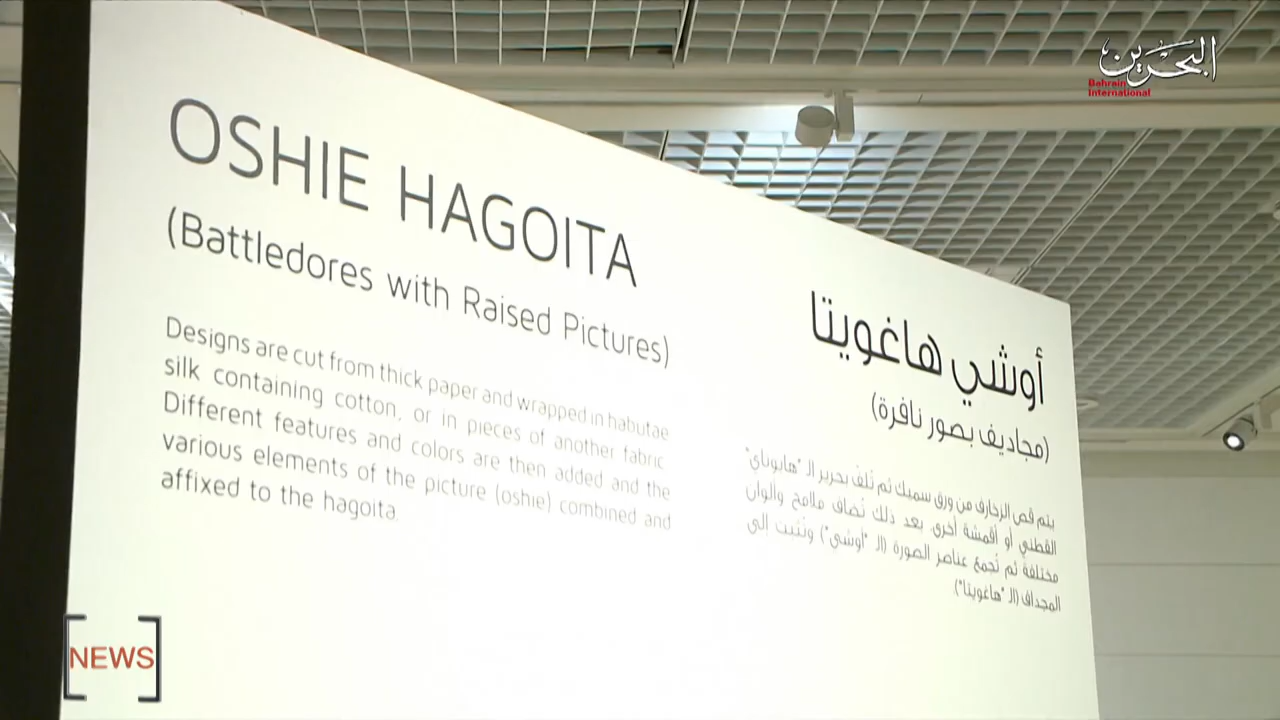 OSHIE HAGOITA
(Battledores with Raised Pictures)
Designs are cut from thick paper and wrapped in habutae
silk containing cotton, or in pieces of another fabric
Different features and colors are then added and the
various elements of the picture (oshie) combined and
affixed to the hagoita.
أوشي هاغويتا
(مجاديف بصور نافرة)
يتم قص الزخارف من ورق سميك ثم تلف بحرير الـ "هابوتاي"
القطني أو أقمشة أخرى. بعد ذلك تُضاف ملامح وألوان
مختلفة ثم تُجمع عناصر الصورة (الـ "أوشي") وتُثبت إلى
المجداف (الـ "هاغويتا")
البحرين
Bahrain
International
NEWS